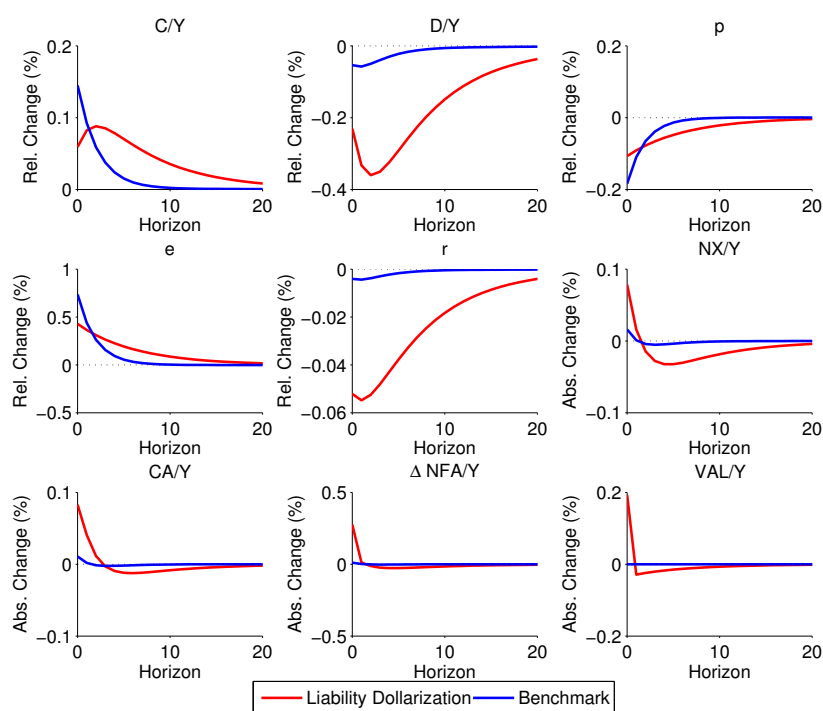 C/Y
D/Y
p
0.2
0.1
0
Rel. Change (%)
0
10
20
Horizon
0
−0.2
−0.4
Rel. Change (%)
0
10
20
Horizon
0.2
0
−0.2
Rel. Change (%)
0
10
20
Horizon
e
r
NX/Y
1
0.5
0
−0.5
Rel. Change (%)
0
10
20
Horizon
0
−0.02
−0.04
−0.06
Rel. Change (%)
0
10
20
Horizon
0.1
0
−0.1
Abs. Change (%)
0
10
20
Horizon
CA/Y
Δ NFA/Y
VAL/Y
0.1
0
−0.1
Abs. Change (%)
0
10
20
Horizon
0.5
0
−0.5
Abs. Change (%)
0
10
20
Horizon
0.2
0
−0.2
Abs. Change (%)
0
10
20
Horizon
Liability Dollarization
Benchmark